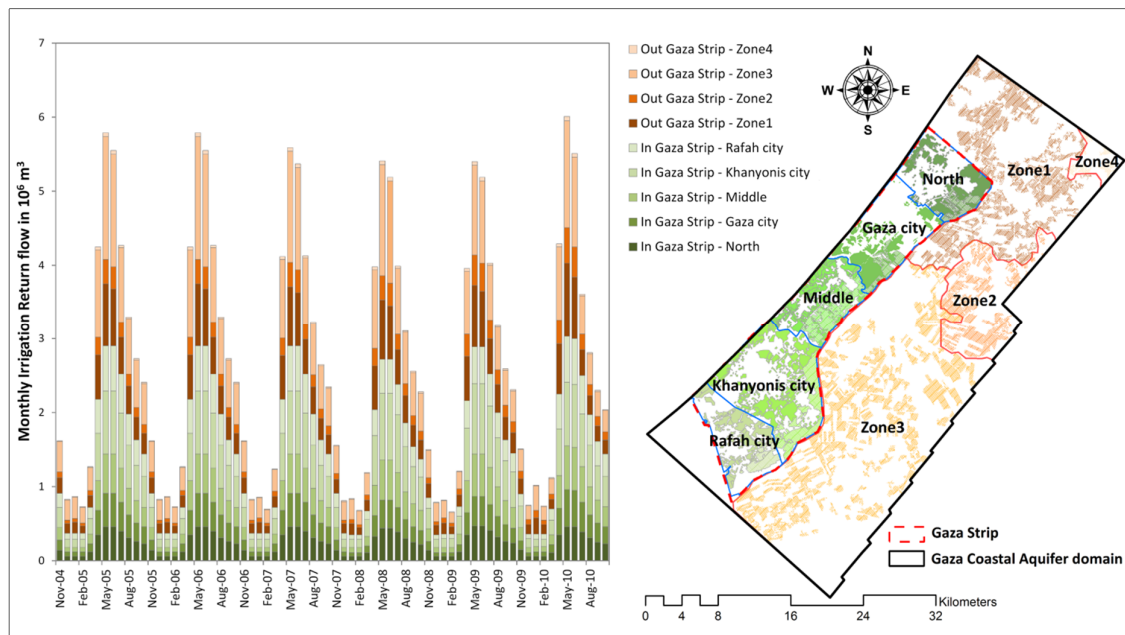 Monthly Irrigation Return flow in 10⁶ m³
7
6
5
4
3
2
1
0
Nov-04
Feb-05
May-05
Aug-05
Nov-05
Feb-06
May-06
Aug-06
Nov-06
Feb-07
May-07
Aug-07
Nov-07
Feb-08
May-08
Aug-08
Nov-08
Feb-09
May-09
Aug-09
Nov-09
Feb-10
May-10
Aug-10
Out Gaza Strip - Zone4
Out Gaza Strip - Zone3
Out Gaza Strip - Zone2
Out Gaza Strip - Zone1
In Gaza Strip - Rafah city
In Gaza Strip - Khanyonis city
In Gaza Strip - Middle
In Gaza Strip - Gaza city
In Gaza Strip - North
N
W E
S
North
Zone1
Zone4
Gaza city
Zone2
Middle
Khanyonis city
Zone3
Rafah city
Gaza Strip
Gaza Coastal Aquifer domain
Kilometers
0 2 4 8 16 24 32